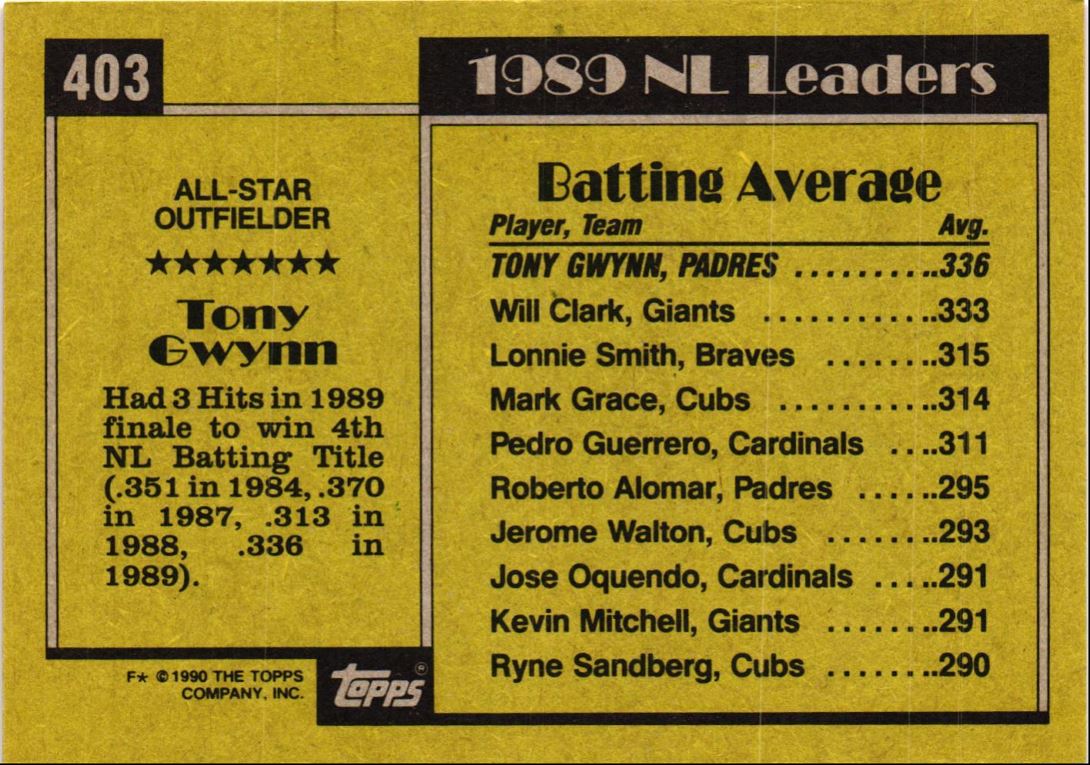 403
1989 NL Leaders
ALL-STAR
OUTFIELDER
★★★★★★★
Tony
Gwynn
Had 3 Hits in 1989
finale to win 4th
NL Batting Title
(.351 in 1984, .370
in 1987, .313 in
1988, .336 in
1989).
Batting Average
Player, Team Avg.
TONY GWYNN, PADRES ..........336
Will Clark, Giants .............333
Lonnie Smith, Braves .........315
Mark Grace, Cubs ............314
Pedro Guerrero, Cardinals .....311
Roberto Alomar, Padres .......295
Jerome Walton, Cubs .........293
Jose Oquendo, Cardinals ......291
Kevin Mitchell, Giants .........291
Ryne Sandberg, Cubs .........290
F★ ©1990 THE TOPPS
COMPANY, INC.
topps®